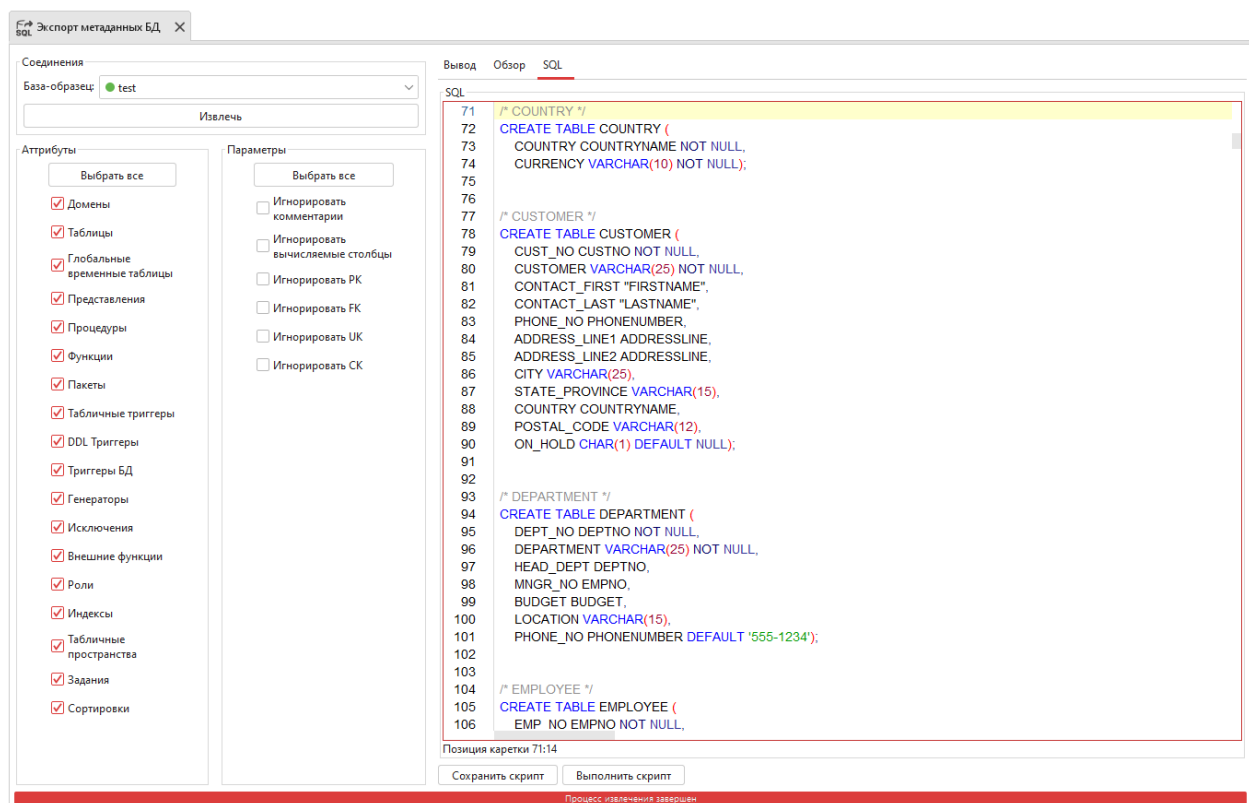 SQL Экспорт метаданных БД
Соединения
База-образец: test
Извлечь
Аттрибуты
Выбрать все
Домены
Таблицы
Глобальные
временные таблицы
Представления
Процедуры
Функции
Пакеты
Табличные триггеры
DDL Триггеры
Триггеры БД
Генераторы
Исключения
Внешние функции
Роли
Индексы
Табличные
пространства
Задания
Сортировки
Параметры
Выбрать все
Игнорировать
комментарии
Игнорировать
вычисляемые столбцы
Игнорировать PK
Игнорировать FK
Игнорировать UK
Игнорировать CK
Вывод Обзор SQL
SQL
71 /* COUNTRY */
72 CREATE TABLE COUNTRY (
73 COUNTRY COUNTRYNAME NOT NULL,
74 CURRENCY VARCHAR(10) NOT NULL);
75
76
77 /* CUSTOMER */
78 CREATE TABLE CUSTOMER (
79 CUST_NO CUSTNO NOT NULL,
80 CUSTOMER VARCHAR(25) NOT NULL,
81 CONTACT_FIRST "FIRSTNAME",
82 CONTACT_LAST "LASTNAME",
83 PHONE_NO PHONENUMBER,
84 ADDRESS_LINE1 ADDRESSLINE,
85 ADDRESS_LINE2 ADDRESSLINE,
86 CITY VARCHAR(25),
87 STATE_PROVINCE VARCHAR(15),
88 COUNTRY COUNTRYNAME,
89 POSTAL_CODE VARCHAR(12),
90 ON_HOLD CHAR(1) DEFAULT NULL);
91
92
93 /* DEPARTMENT */
94 CREATE TABLE DEPARTMENT (
95 DEPT_NO DEPTNO NOT NULL,
96 DEPARTMENT VARCHAR(25) NOT NULL,
97 HEAD_DEPT DEPTNO,
98 MNGR_NO EMPNO,
99 BUDGET BUDGET,
100 LOCATION VARCHAR(15),
101 PHONE_NO PHONENUMBER DEFAULT '555-1234');
102
103
104 /* EMPLOYEE */
105 CREATE TABLE EMPLOYEE (
106 EMP_NO EMPNO NOT NULL,
Позиция каретки 71:14
Сохранить скрипт Выполнить скрипт
Процесс извлечения завершен